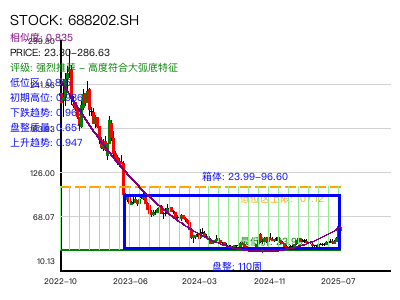 STOCK: 688202.SH
相似度: 0.835
PRICE: 23.80-286.63
评级: 强烈推荐 - 高度符合大弧底特征
低位区: 0.8
初期高位: 0.
下跌趋势: 0.9
盘整质量: 0.65
上升趋势: 0.947
126.00
68.07
10.13
箱体: 23.99-96.60
盘整: 110周
2022-10
2023-06
2024-03
2024-11
2025-07